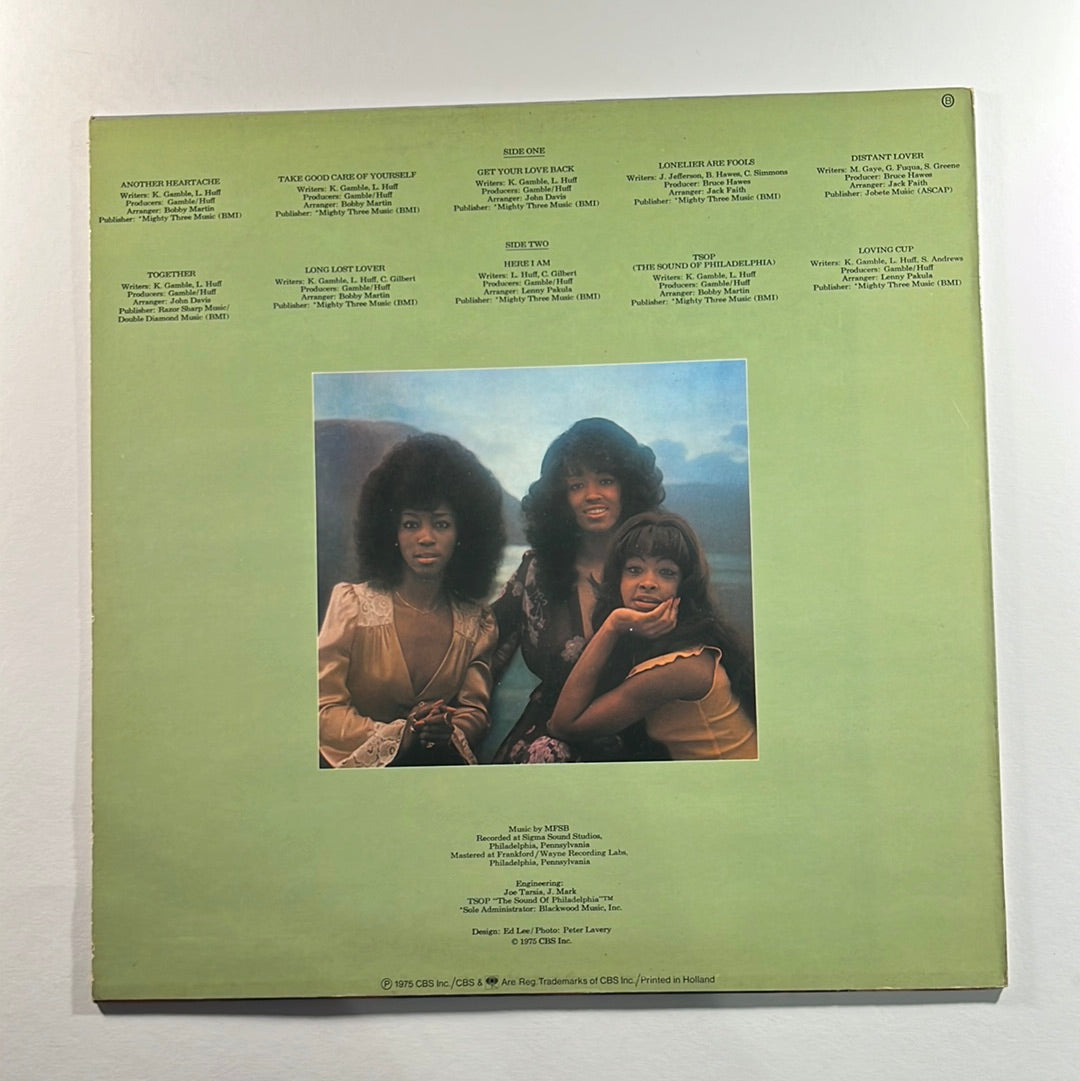 Ⓑ
SIDE ONE
ANOTHER HEARTACHE
Writers: K. Gamble, L. Huff
Producers: Gamble/Huff
Arranger: Bobby Martin
Publisher: *Mighty Three Music (BMI)
TAKE GOOD CARE OF YOURSELF
Writers: K. Gamble, L. Huff
Producers: Gamble/Huff
Arranger: Bobby Martin
Publisher: *Mighty Three Music (BMI)
GET YOUR LOVE BACK
Writers: K. Gamble, L. Huff
Producers: Gamble/Huff
Arranger: John Davis
Publisher: *Mighty Three Music (BMI)
LONELIER ARE FOOLS
Writers: J. Jefferson, B. Hawes, C. Simmons
Producer: Bruce Hawes
Arranger: Jack Faith
Publisher: *Mighty Three Music (BMI)
DISTANT LOVER
Writers: M. Gaye, G. Fuqua, S. Greene
Producer: Bruce Hawes
Arranger: Jack Faith
Publisher: Jobete Music (ASCAP)
SIDE TWO
TOGETHER
Writers: K. Gamble, L. Huff
Producers: Gamble/Huff
Arranger: John Davis
Publisher: Razor Sharp Music/
Double Diamond Music (BMI)
LONG LOST LOVER
Writers: K. Gamble, L. Huff, C. Gilbert
Producers: Gamble/Huff
Arranger: Bobby Martin
Publisher: *Mighty Three Music (BMI)
HERE I AM
Writers: L. Huff, C. Gilbert
Producers: Gamble/Huff
Arranger: Lenny Pakula
Publisher: *Mighty Three Music (BMI)
TSOP
(THE SOUND OF PHILADELPHIA)
Writers: K. Gamble, L. Huff
Producers: Gamble/Huff
Arranger: Bobby Martin
Publisher: *Mighty Three Music (BMI)
LOVING CUP
Writers: K. Gamble, L. Huff, S. Andrews
Producers: Gamble/Huff
Arranger: Lenny Pakula
Publisher: *Mighty Three Music (BMI)
Music by MFSB
Recorded at Sigma Sound Studios,
Philadelphia, Pennsylvania
Mastered at Frankford/Wayne Recording Labs,
Philadelphia, Pennsylvania
Engineering:
Joe Tarsia, J. Mark
TSOP "The Sound Of Philadelphia"™
*Sole Administrator: Blackwood Music, Inc.
Design: Ed Lee/Photo: Peter Lavery
© 1975 CBS Inc.
Ⓟ 1975 CBS Inc./CBS & Are Reg. Trademarks of CBS Inc./Printed in Holland